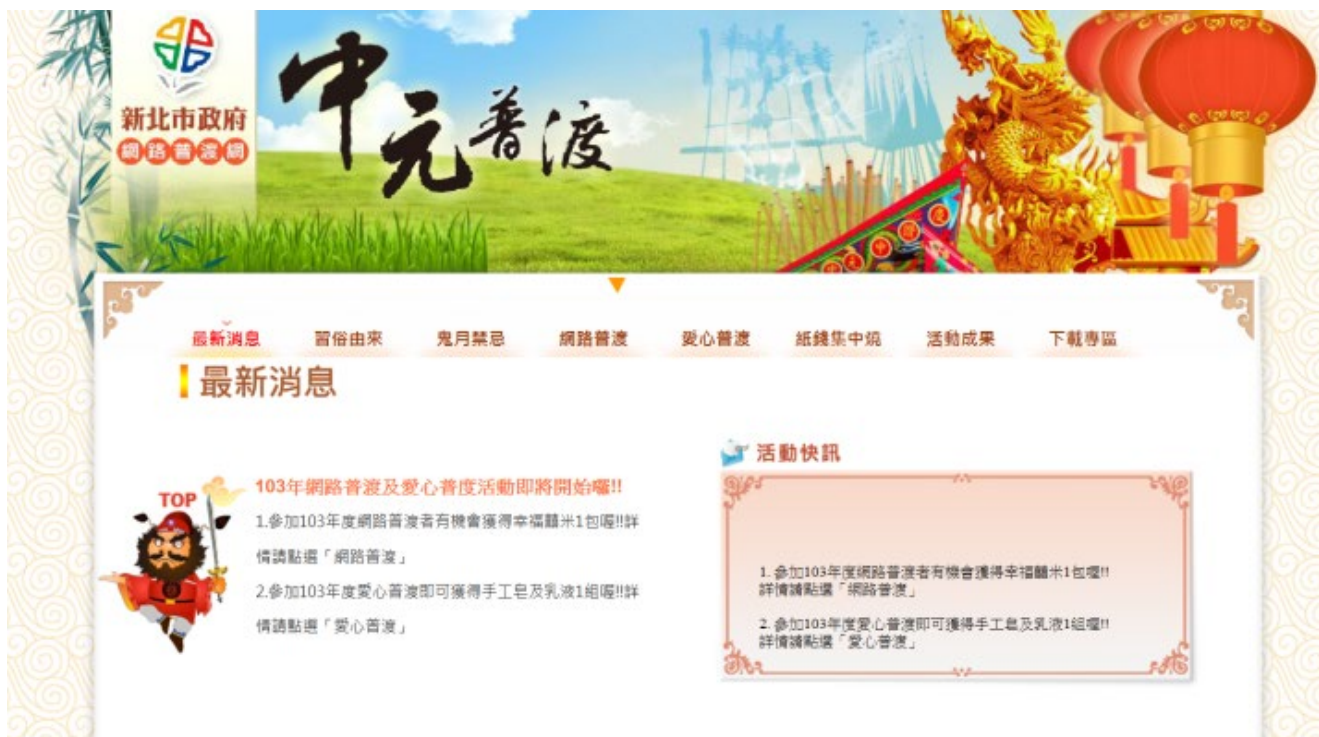 新北市政府
網路普渡網
中元普渡
最新消息 習俗由來 鬼月禁忌 網路普渡 愛心普渡 紙錢集中燒 活動成果 下載專區
最新消息
TOP
103年網路普渡及愛心普度活動即將開始囉!!
1.參加103年度網路普渡者有機會獲得幸福麵米1包喔!!詳
情請點選「網路普渡」
2.參加103年度愛心普渡即可獲得手工皂及乳液1組喔!!詳
情請點選「愛心普渡」
活動快訊
1. 參加103年度網路普渡者有機會獲得幸福麵米1包喔!!
詳情請點選「網路普渡」
2. 參加103年度愛心普渡即可獲得手工皂及乳液1組喔!!
詳情請點選「愛心普渡」